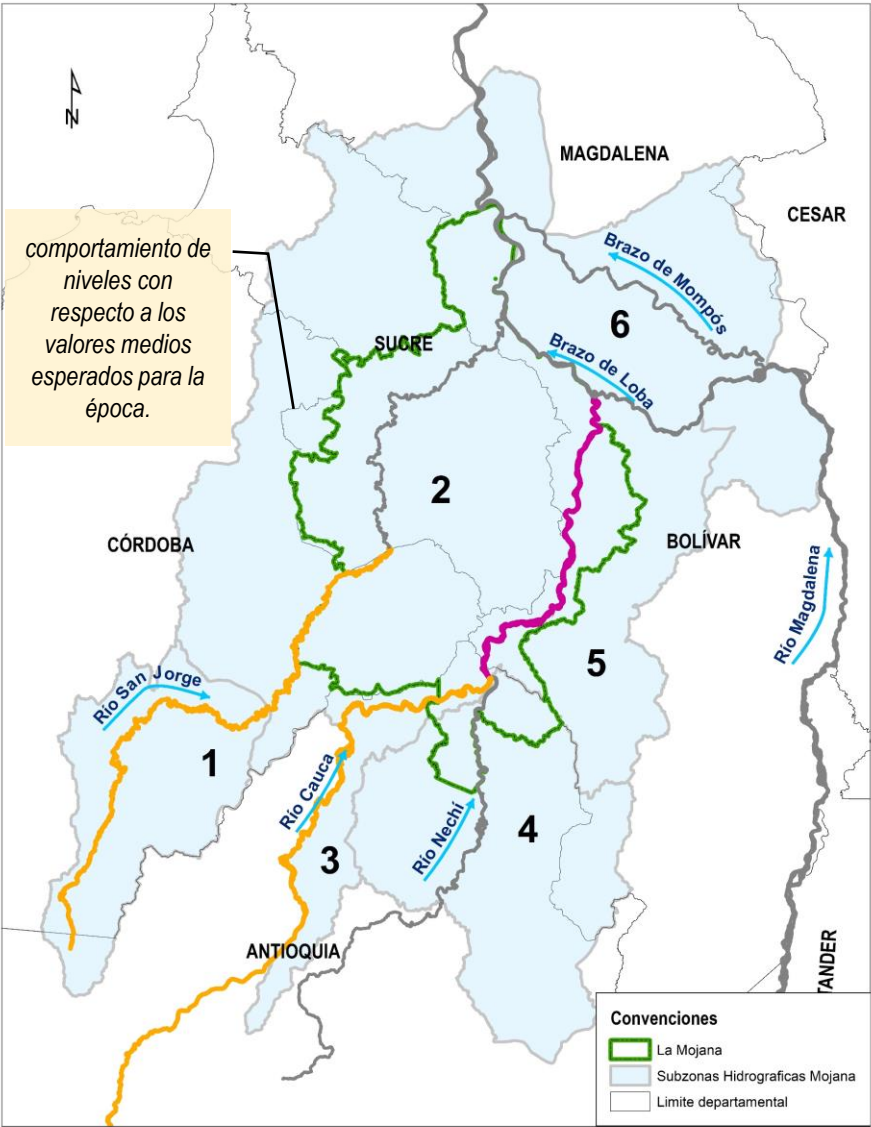 N
MAGDALENA
CESAR
comportamiento de
niveles con
respecto a los
valores medios
esperados para la
época.
Brazo de Mompós
6
SUCRE
Brazo de Loba
2
CÓRDOBA
BOLÍVAR
Río Magdalena
5
Río San Jorge
1
Río Cauca
Río Nechí
4
3
ANTIOQUIA
TANDER
Convenciones
La Mojana
Subzonas Hidrograficas Mojana
Limite departamental